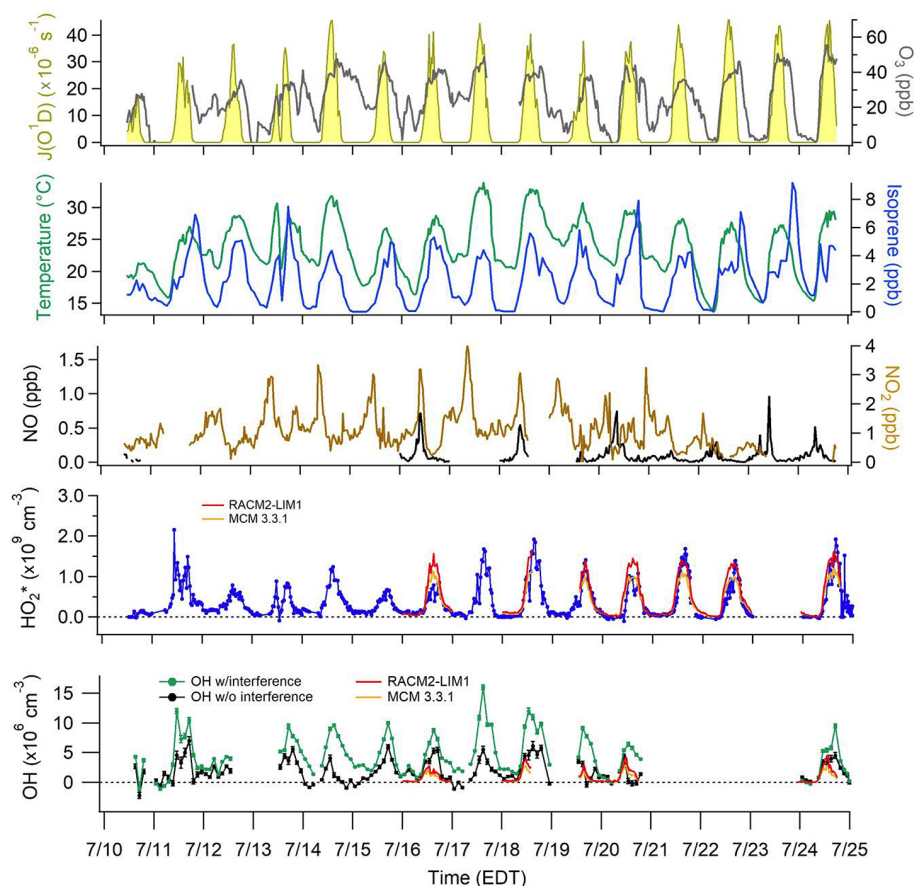 J(O¹D) (x10⁻⁶ s⁻¹)
40
30
20
10
0
60
40
20
0
O₃ (ppb)
Temperature (°C)
30
25
20
15
8
6
4
2
0
Isoprene (ppb)
NO (ppb)
1.5
1.0
0.5
0.0
4
3
2
1
0
NO₂ (ppb)
HO₂* (x10⁹ cm⁻³)
3.0
2.0
1.0
0.0
RACM2-LIM1
MCM 3.3.1
OH (x10⁶ cm⁻³)
15
10
5
0
OH w/interference
OH w/o interference
RACM2-LIM1
MCM 3.3.1
7/10 7/11 7/12 7/13 7/14 7/15 7/16 7/17 7/18 7/19 7/20 7/21 7/22 7/23 7/24 7/25
Time (EDT)